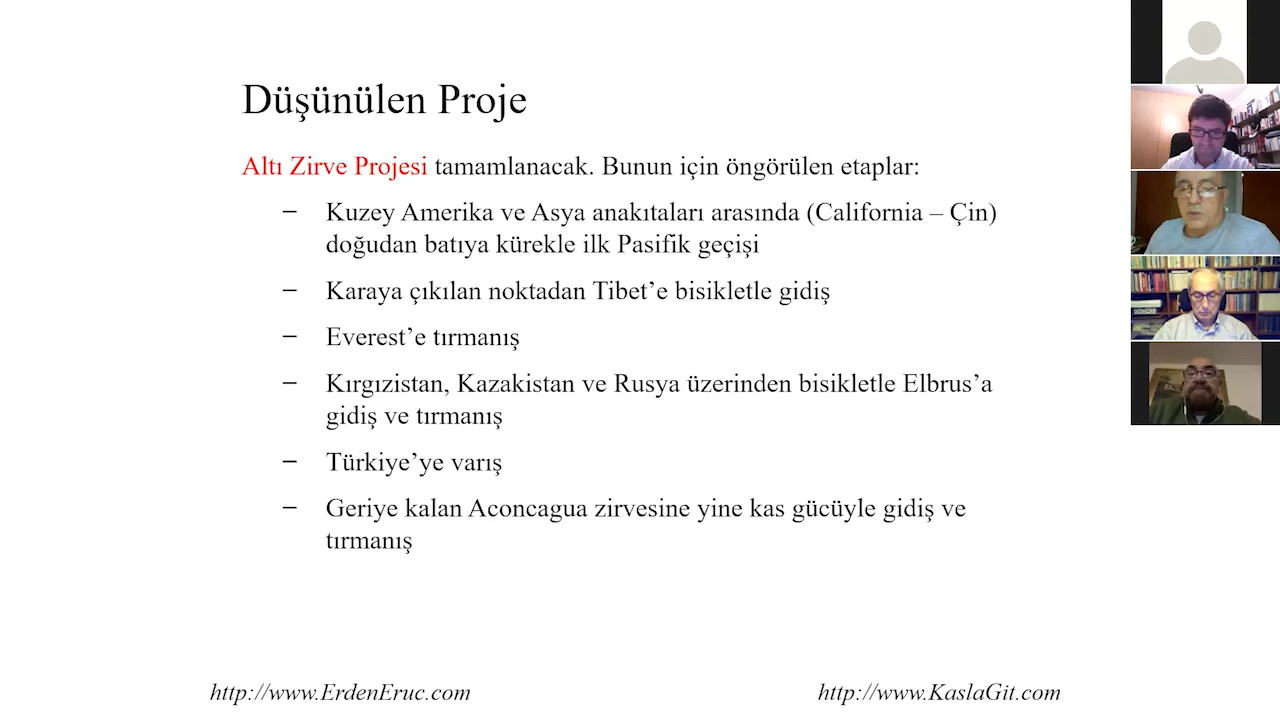 Düşünülen Proje
Altı Zirve Projesi tamamlanacak. Bunun için öngörülen etaplar:
– Kuzey Amerika ve Asya anakıtaları arasında (California – Çin)
doğudan batıya kürekle ilk Pasifik geçişi
– Karaya çıkılan noktadan Tibet’e bisikletle gidiş
– Everest’e tırmanış
– Kırgızistan, Kazakistan ve Rusya üzerinden bisikletle Elbrus’a
gidiş ve tırmanış
– Türkiye’ye varış
– Geriye kalan Aconcagua zirvesine yine kas gücüyle gidiş ve
tırmanış
http://www.ErdenEruc.com
http://www.KaslaGit.com